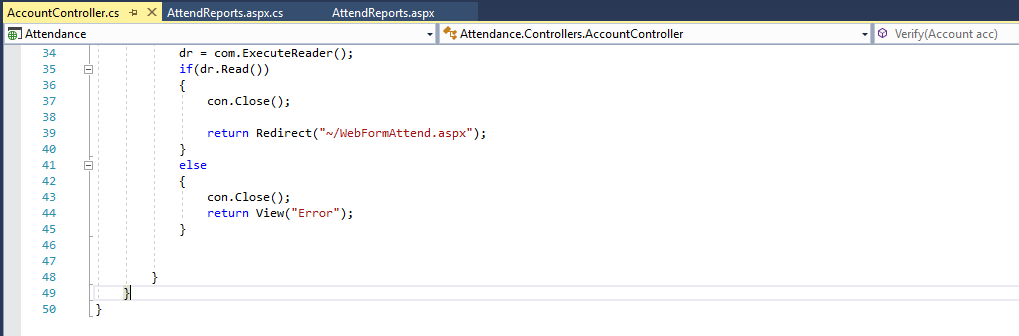 AccountController.cs AttendReports.aspx.cs AttendReports.aspx
Attendance Attendance.Controllers.AccountController Verify(Account acc)
34 dr = com.ExecuteReader();
35 if(dr.Read())
36 {
37 con.Close();
38
39 return Redirect("~/WebFormAttend.aspx");
40 }
41 else
42 {
43 con.Close();
44 return View("Error");
45 }
46
47
48 }
49 }
50 }